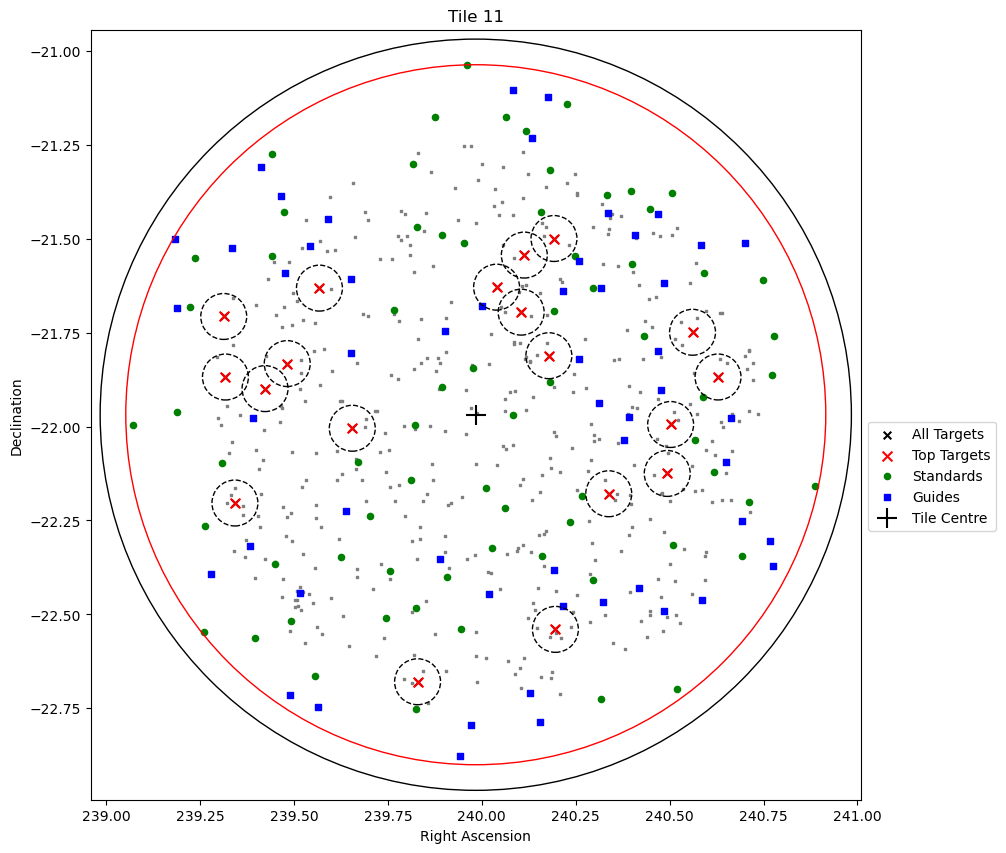 Tile 11
−21.00
−21.25
−21.50
−21.75
−22.00
−22.25
−22.50
−22.75
Declination
239.00
239.25
239.50
239.75
240.00
240.25
240.50
240.75
241.00
Right Ascension
All Targets
Top Targets
Standards
Guides
Tile Centre